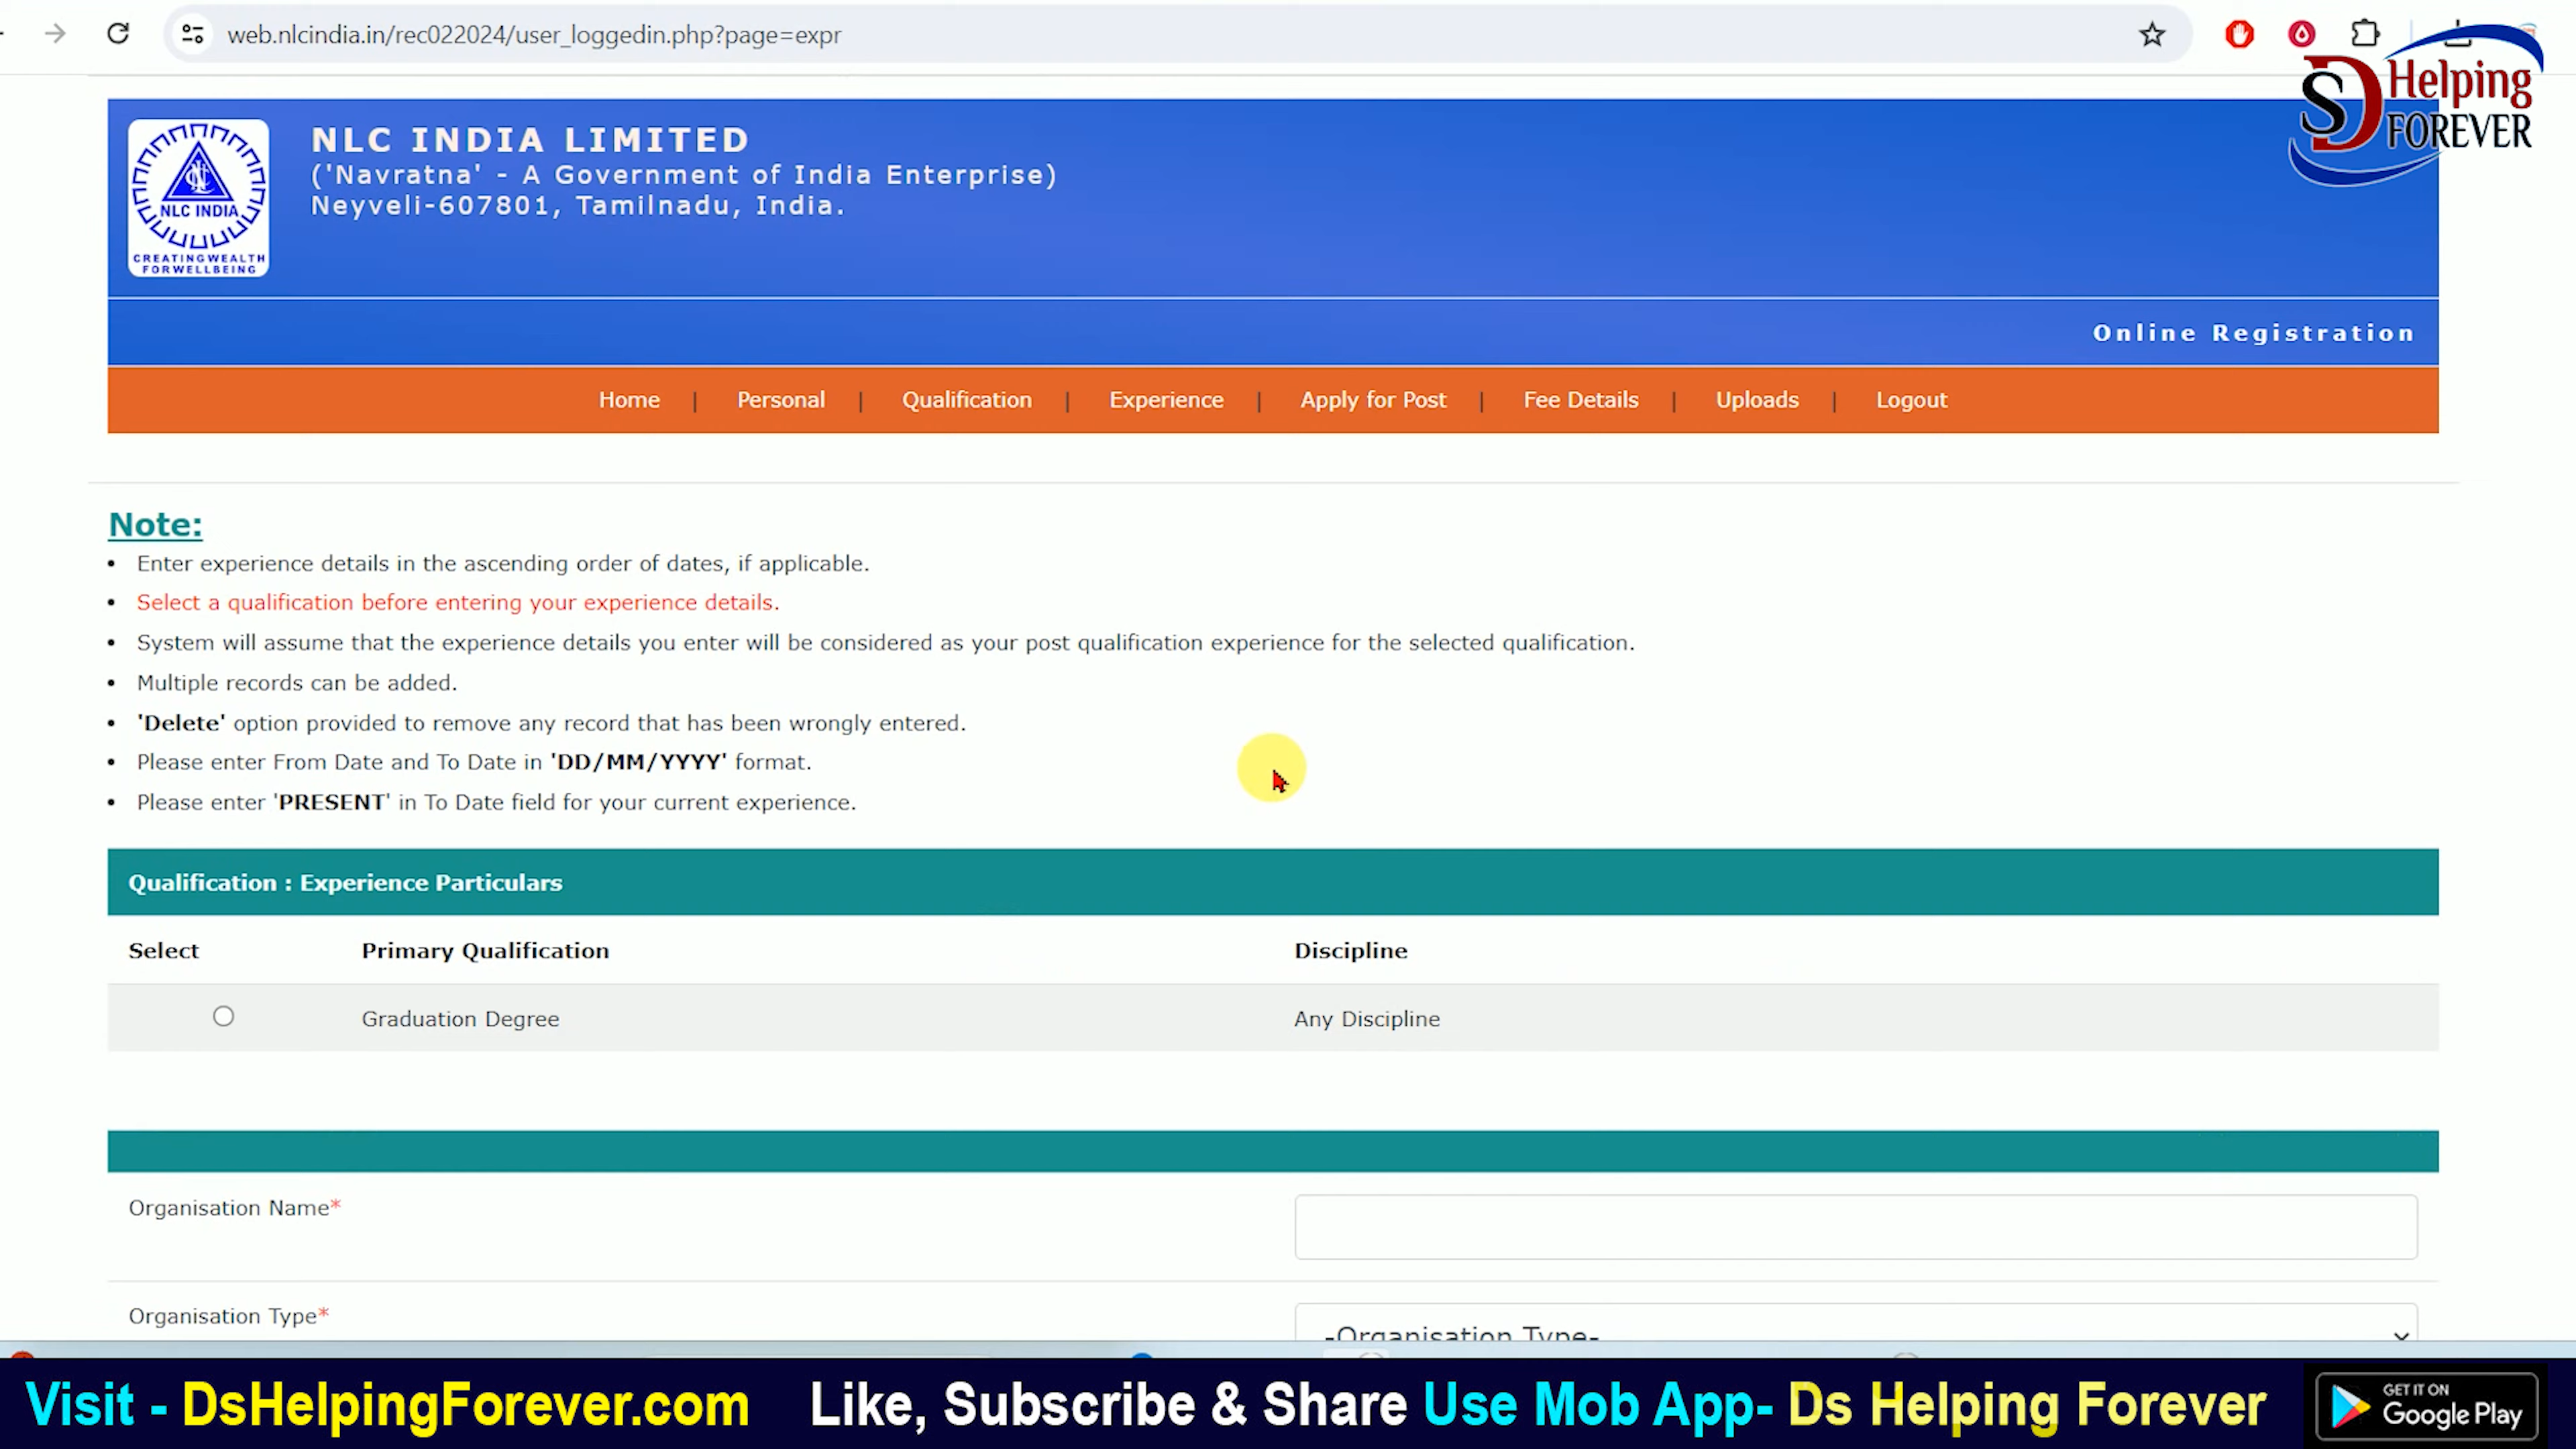 web.nlcindia.in/rec022024/user_loggedin.php?page=expr
DS Helping
FOREVER
NLC INDIA LIMITED
('Navratna' - A Government of India Enterprise)
Neyveli-607801, Tamilnadu, India.
NLC INDIA
CREATING WEALTH
FOR WELLBEING
Online Registration
Home | Personal | Qualification | Experience | Apply for Post | Fee Details | Uploads | Logout
Note:
• Enter experience details in the ascending order of dates, if applicable.
• Select a qualification before entering your experience details.
• System will assume that the experience details you enter will be considered as your post qualification experience for the selected qualification.
• Multiple records can be added.
• 'Delete' option provided to remove any record that has been wrongly entered.
• Please enter From Date and To Date in 'DD/MM/YYYY' format.
• Please enter 'PRESENT' in To Date field for your current experience.
Qualification : Experience Particulars
Select Primary Qualification Discipline
Graduation Degree Any Discipline
Organisation Name*
Organisation Type* -Organisation Type-
Visit - DsHelpingForever.com Like, Subscribe & Share Use Mob App- Ds Helping Forever
GET IT ON
Google Play